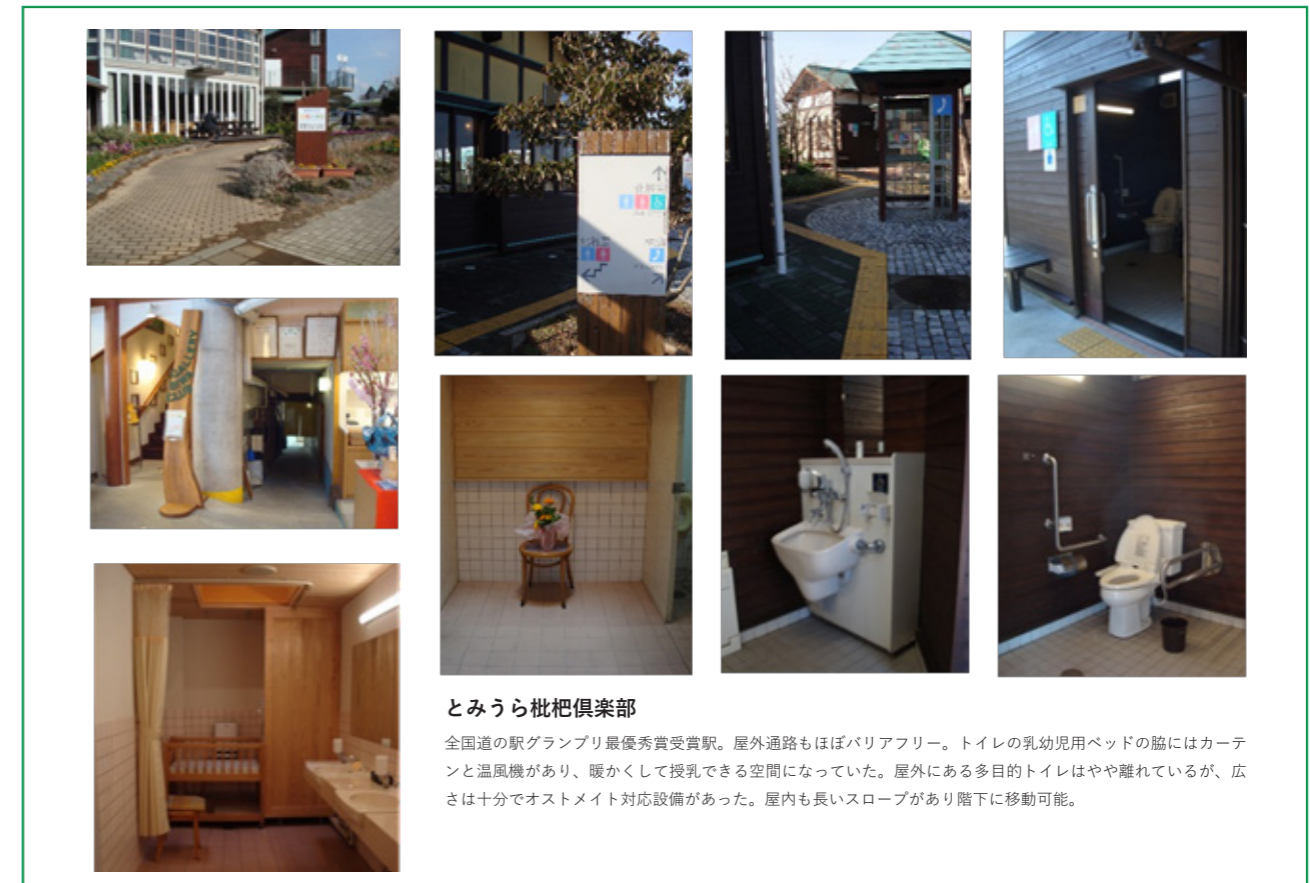 GALLERY
とみうら枇杷倶楽部
全国道の駅グランプリ最優秀賞受賞駅。屋外通路もほぼバリアフリー。トイレの乳幼児用ベッドの脇にはカーテ
ンと温風機があり、暖かくして授乳できる空間になっていた。屋外にある多目的トイレはやや離れているが、広
さは十分でオストメイト対応設備があった。屋内も長いスロープがあり階下に移動可能。